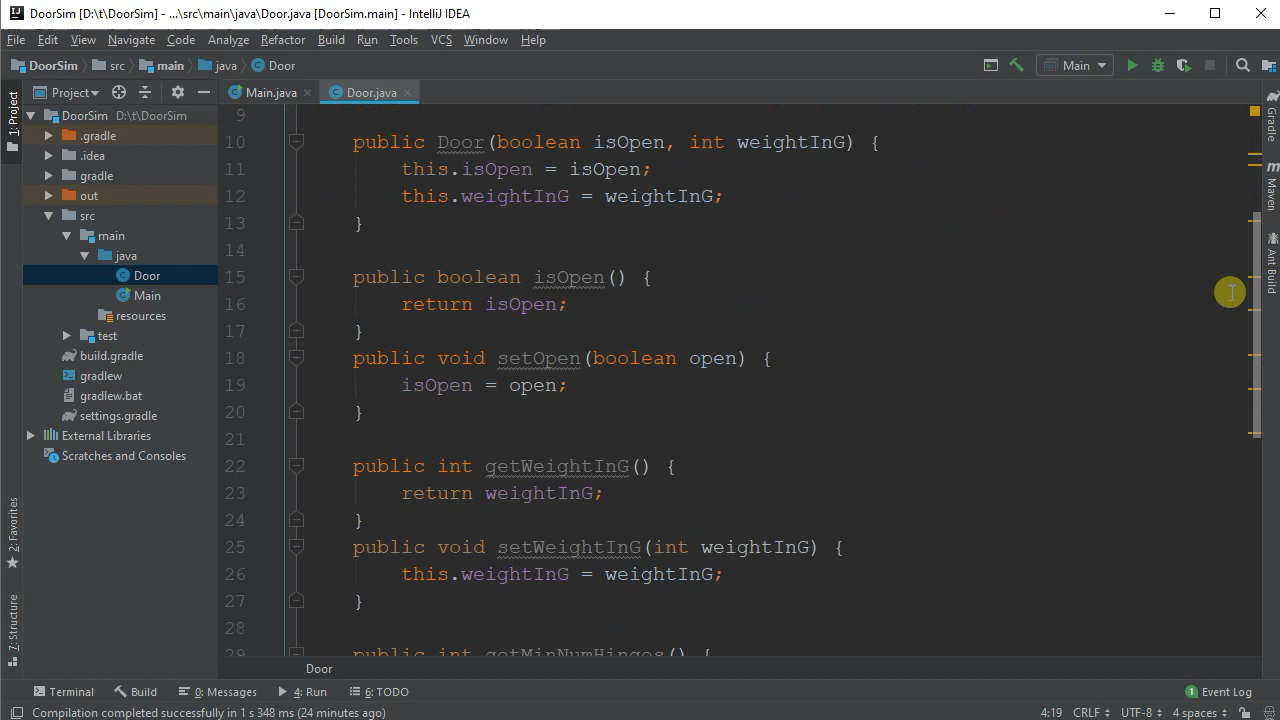 DoorSim [D:\t\DoorSim] - ...\src\main\java\Door.java [DoorSim.main] - IntelliJ IDEA
File Edit View Navigate Code Analyze Refactor Build Run Tools VCS Window Help
DoorSim src main java Door Main
1: Project
2: Favorites
7: Structure
Project
DoorSim D:\t\DoorSim
.gradle
.idea
gradle
out
src
main
java
Door
Main
resources
test
build.gradle
gradlew
gradlew.bat
settings.gradle
External Libraries
Scratches and Consoles
Main.java Door.java
9
10 public Door(boolean isOpen, int weightInG) {
11 this.isOpen = isOpen;
12 this.weightInG = weightInG;
13 }
14
15 public boolean isOpen() {
16 return isOpen;
17 }
18 public void setOpen(boolean open) {
19 isOpen = open;
20 }
21
22 public int getWeightInG() {
23 return weightInG;
24 }
25 public void setWeightInG(int weightInG) {
26 this.weightInG = weightInG;
27 }
28
29 public int getMinNumHinges() {
Door
Gradle
Maven
Ant Build
Terminal Build 0: Messages 4: Run 6: TODO 1 Event Log
Compilation completed successfully in 1 s 348 ms (24 minutes ago) 4:19 CRLF UTF-8 4 spaces